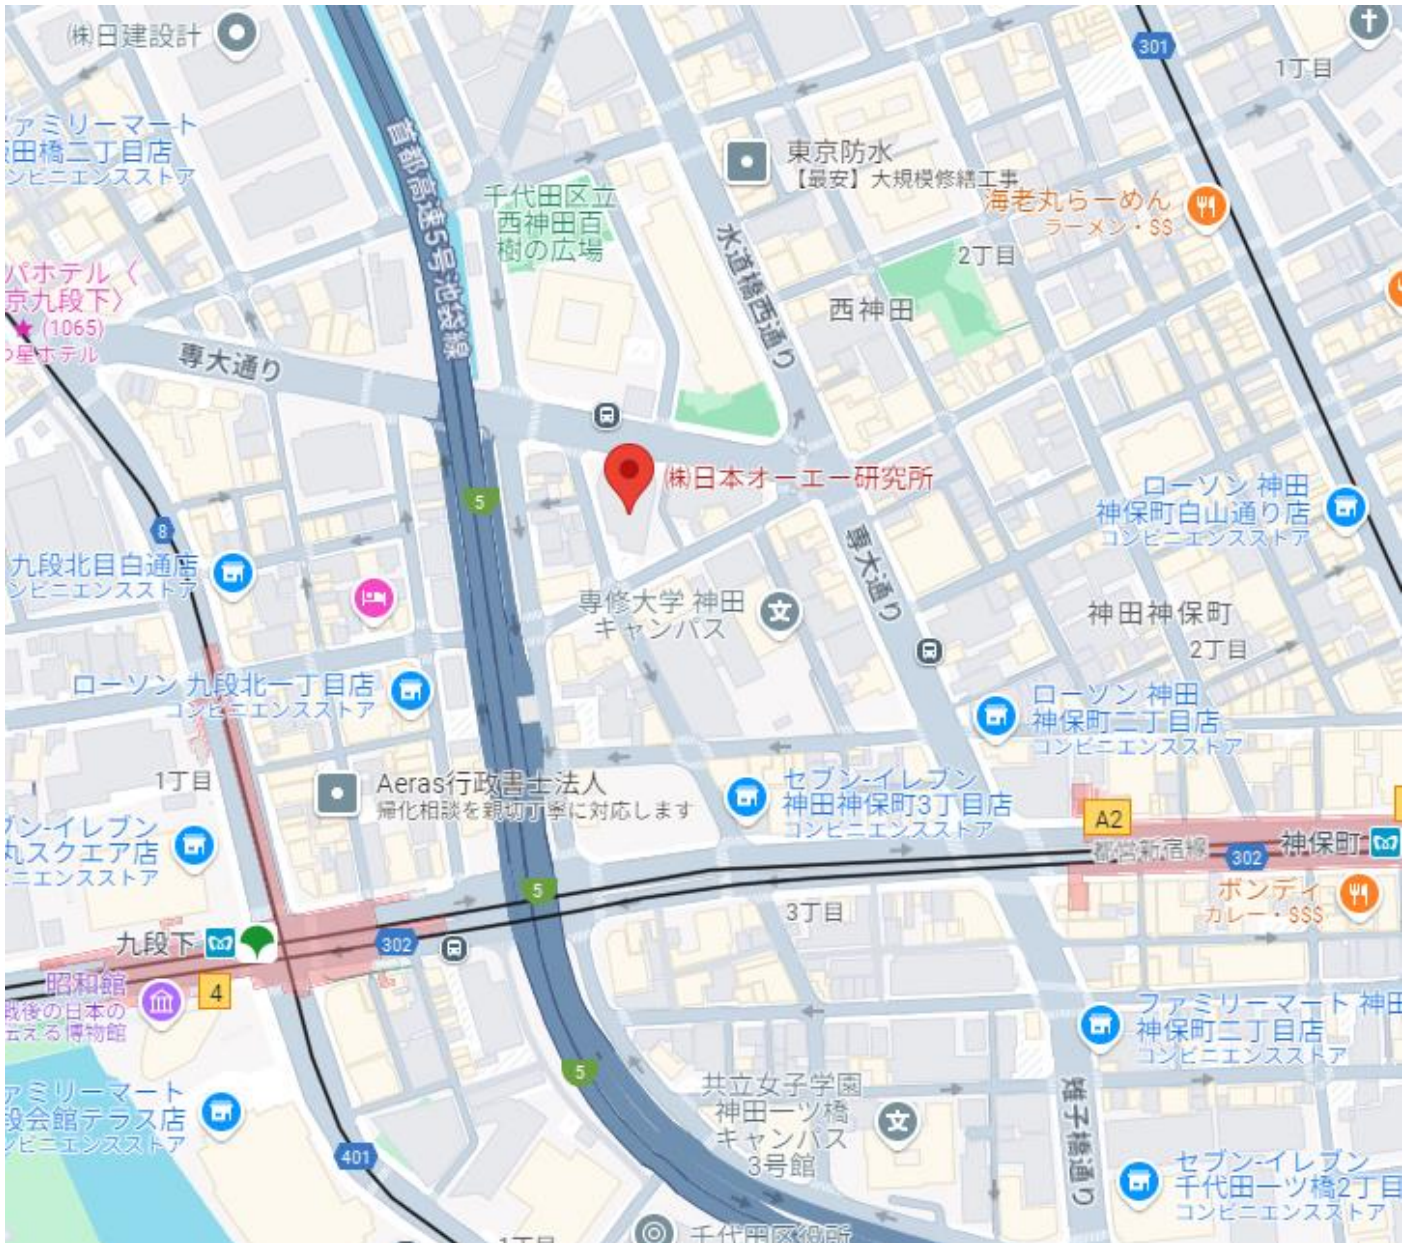 ㈱日建設計
301
1丁目
ファミリーマート
飯田橋二丁目店
コンビニエンスストア
首都高速5号池袋線
東京防水
【最安】大規模修繕工事
千代田区立
西神田百
樹の広場
海老丸らーめん
ラーメン・$$
水道橋西通り
2丁目
西神田
パホテル〈
京九段下〉
(1065)
つ星ホテル
専大通り
㈱日本オーエー研究所
5
8
ローソン 神田
神保町白山通り店
コンビニエンスストア
専大通り
九段北目白通店
コンビニエンスストア
専修大学 神田
キャンパス
神田神保町
2丁目
ローソン 九段北一丁目店
コンビニエンスストア
ローソン 神田
神保町二丁目店
コンビニエンスストア
1丁目
Aeras行政書士法人
帰化相談を親切丁寧に対応します
セブン-イレブン
神田神保町3丁目店
コンビニエンスストア
A2
ブン-イレブン
丸スクエア店
ビニエンスストア
都営新宿線
302
神保町
5
ボンディ
カレー・$$$
3丁目
九段下
302
4
昭和館
戦後の日本の
伝える博物館
ファミリーマート 神田
神保町二丁目店
コンビニエンスストア
5
共立女子学園
神田一ツ橋
キャンパス
3号館
雉子橋通り
ファミリーマート
段会館テラス店
ンビニエンスストア
401
セブン-イレブン
千代田一ツ橋2丁目
コンビニエンスストア
1丁目
千代田区役所